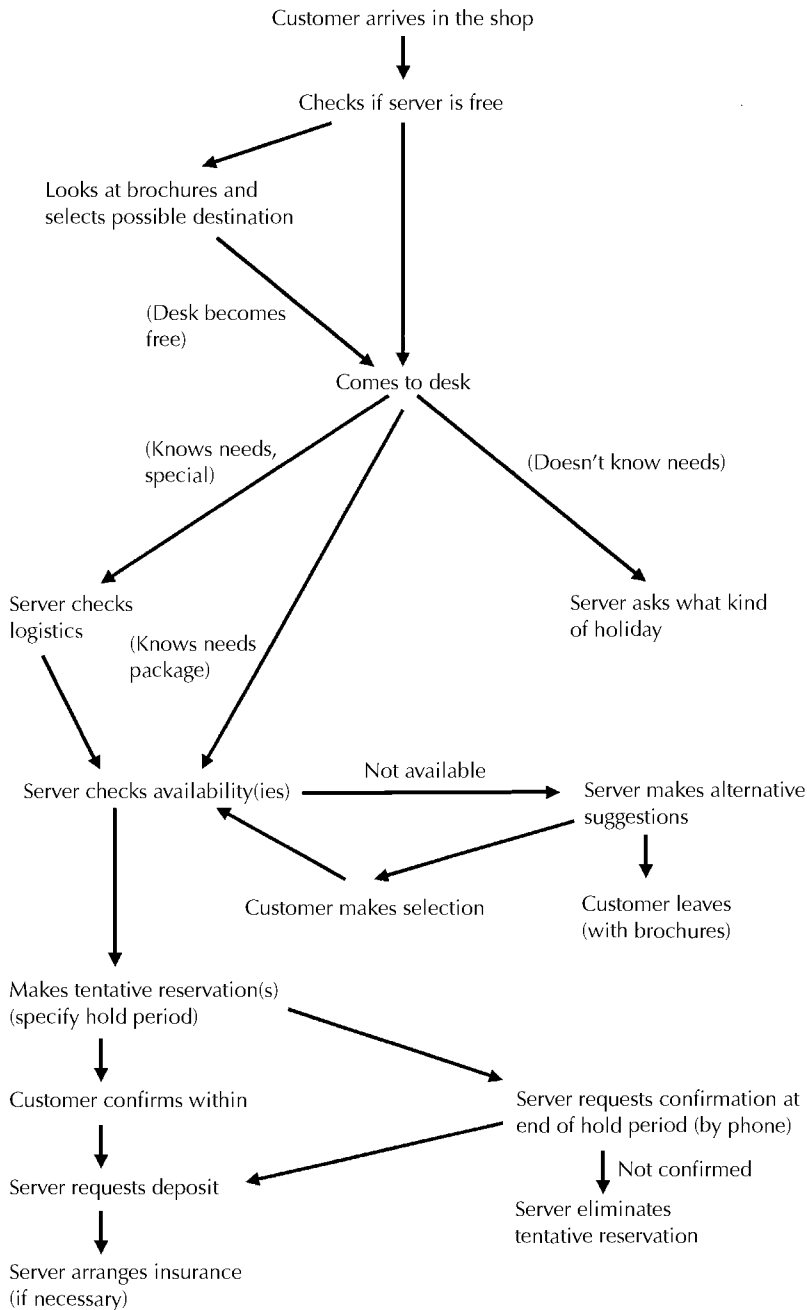 Customer arrives in the shop
Checks if server is free
Looks at brochures and
selects possible destination
(Desk becomes
free)
Comes to desk
(Knows needs,
special)
(Doesn't know needs)
Server checks
logistics
Server asks what kind
of holiday
(Knows needs
package)
Server checks availability(ies)
Not available
Server makes alternative
suggestions
Customer makes selection
Customer leaves
(with brochures)
Makes tentative reservation(s)
(specify hold period)
Customer confirms within
Server requests confirmation at
end of hold period (by phone)
Server requests deposit
Not confirmed
Server eliminates
tentative reservation
Server arranges insurance
(if necessary)